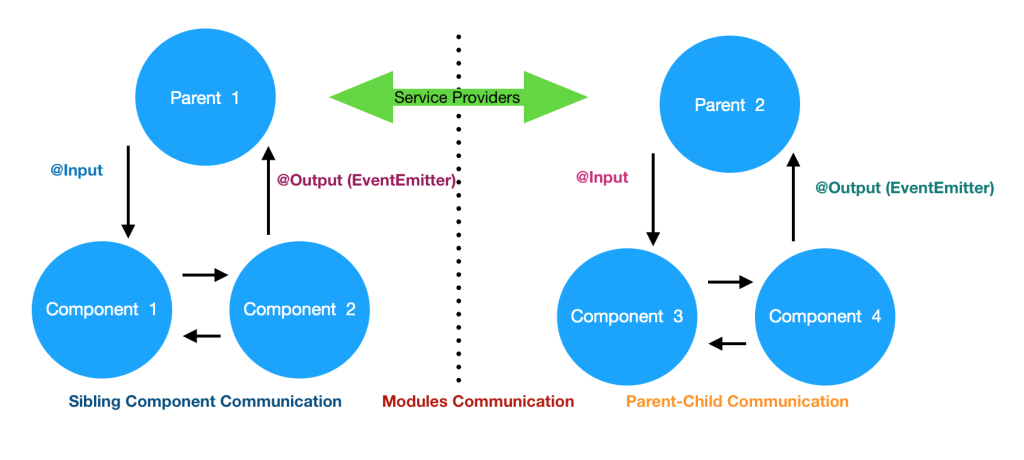 Parent 1
Service Providers
Parent 2
@Input
@Output (EventEmitter)
@Input
@Output (EventEmitter)
Component 1
Component 2
Component 3
Component 4
Sibling Component Communication
Modules Communication
Parent-Child Communication